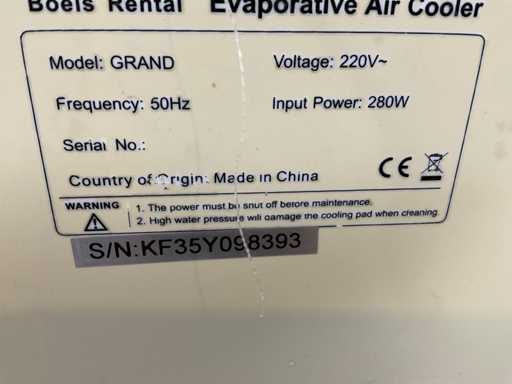 Boels Rental Evaporative Air Cooler
Model: GRAND Voltage: 220V~
Frequency: 50Hz Input Power: 280W
Serial No.:
Country of Origin: Made in China CE
WARNING 1. The power must be shut off before maintenance.
2. High water pressure will damage the cooling pad when cleaning.
S/N:KF35Y098393